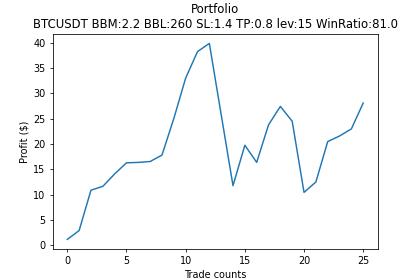 Portfolio
BTCUSDT BBM:2.2 BBL:260 SL:1.4 TP:0.8 lev:15 WinRatio:81.0
40
35
30
25
20
15
10
5
0
Profit ($)
0 5 10 15 20 25
Trade counts